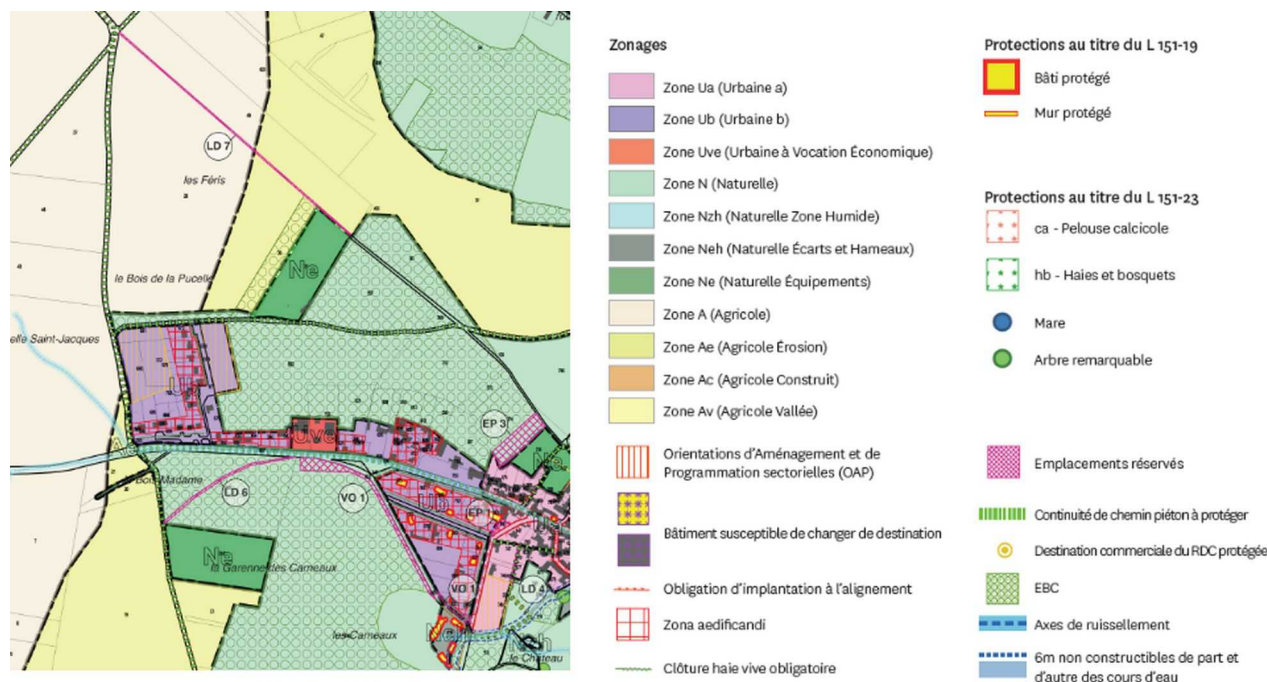 LD 7
les Féris
Ne
le Bois de la Pucelle
elle Saint-Jacques
Ub
Uve
EP 3
Ne
Bois Madame
LD 6
VO 1
Ub
EP 1
Ne
la Garenne des Carneaux
VO 1
LD 4
les Carneaux
Neh
le Château
Zonages
Zone Ua (Urbaine a)
Zone Ub (Urbaine b)
Zone Uve (Urbaine à Vocation Économique)
Zone N (Naturelle)
Zone Nzh (Naturelle Zone Humide)
Zone Neh (Naturelle Écarts et Hameaux)
Zone Ne (Naturelle Équipements)
Zone A (Agricole)
Zone Ae (Agricole Érosion)
Zone Ac (Agricole Construit)
Zone Av (Agricole Vallée)
Orientations d'Aménagement et de
Programmation sectorielles (OAP)
Bâtiment susceptible de changer de destination
Obligation d'implantation à l'alignement
Zona aedificandí
Clôture haie vive obligatoire
Protections au titre du L 151-19
Bâti protégé
Mur protégé
Protections au titre du L 151-23
ca - Pelouse calcicole
hb - Haies et bosquets
Mare
Arbre remarquable
Emplacements réservés
Continuité de chemin piéton à protéger
Destination commerciale du RDC protégée
EBC
Axes de ruissellement
6m non constructibles de part et
d'autre des cours d'eau